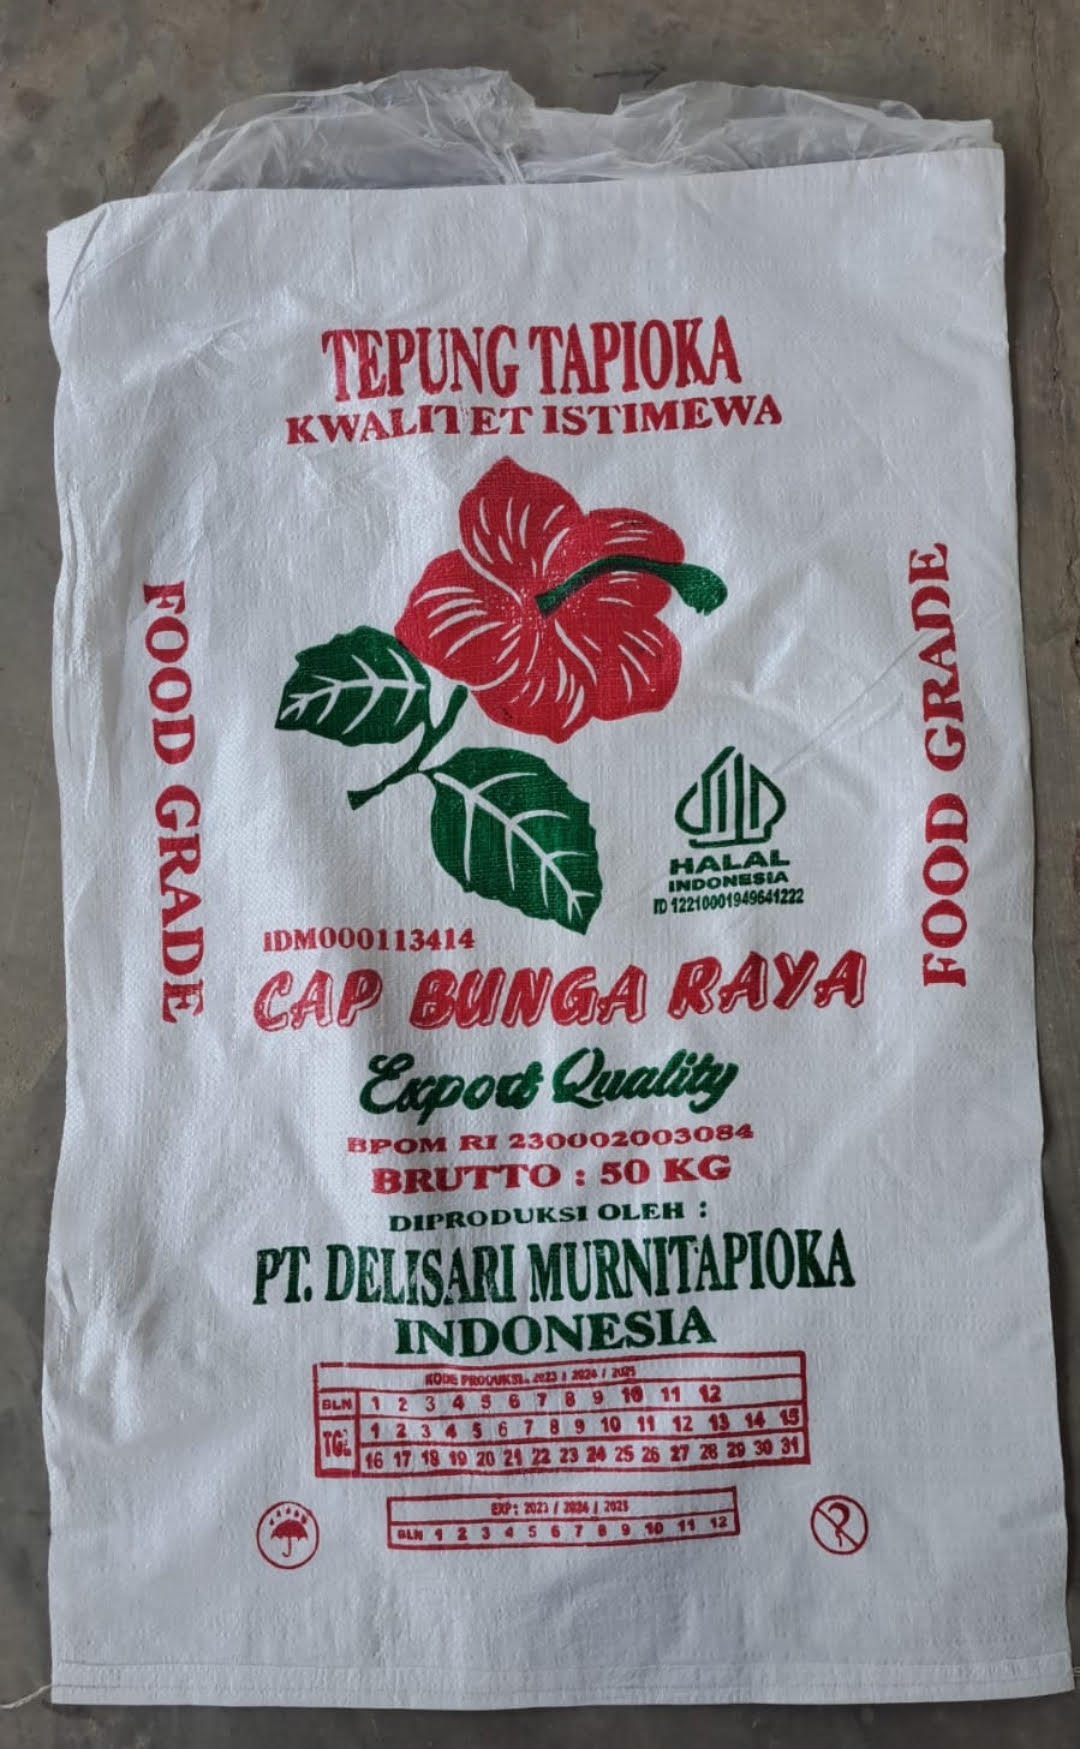 TEPUNG TAPIOKA
KWALITET ISTIMEWA
FOOD GRADE
FOOD GRADE
HALAL
INDONESIA
ID 12210001949641222
IDM000113414
CAP BUNGA RAYA
Export Quality
BPOM RI 230002003084
BRUTTO : 50 KG
DIPRODUKSI OLEH :
PT. DELISARI MURNITAPIOKA
INDONESIA
KODE PRODUKSI. 2023 / 2024 / 2025
BLN 1 2 3 4 5 6 7 8 9 10 11 12
TGL 1 2 3 4 5 6 7 8 9 10 11 12 13 14 15
16 17 18 19 20 21 22 23 24 25 26 27 28 29 30 31
EXP : 2023 / 2024 / 2025
BLN 1 2 3 4 5 6 7 8 9 10 11 12